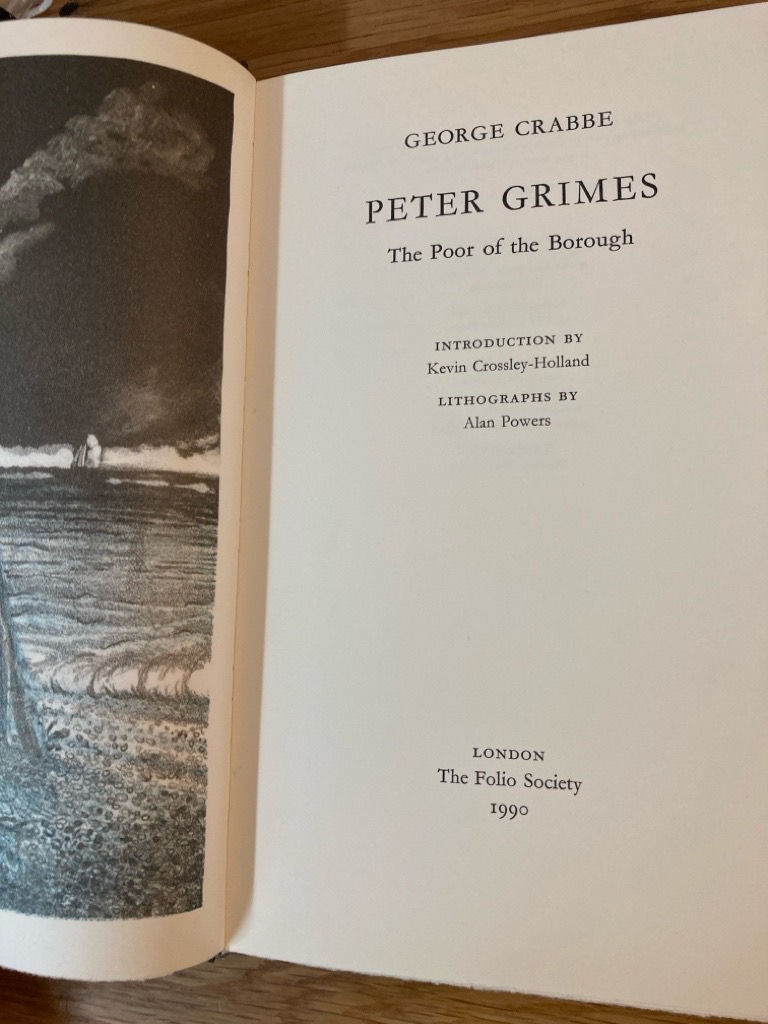 GEORGE CRABBE
PETER GRIMES
The Poor of the Borough
INTRODUCTION BY
Kevin Crossley-Holland
LITHOGRAPHS BY
Alan Powers
LONDON
The Folio Society
1990